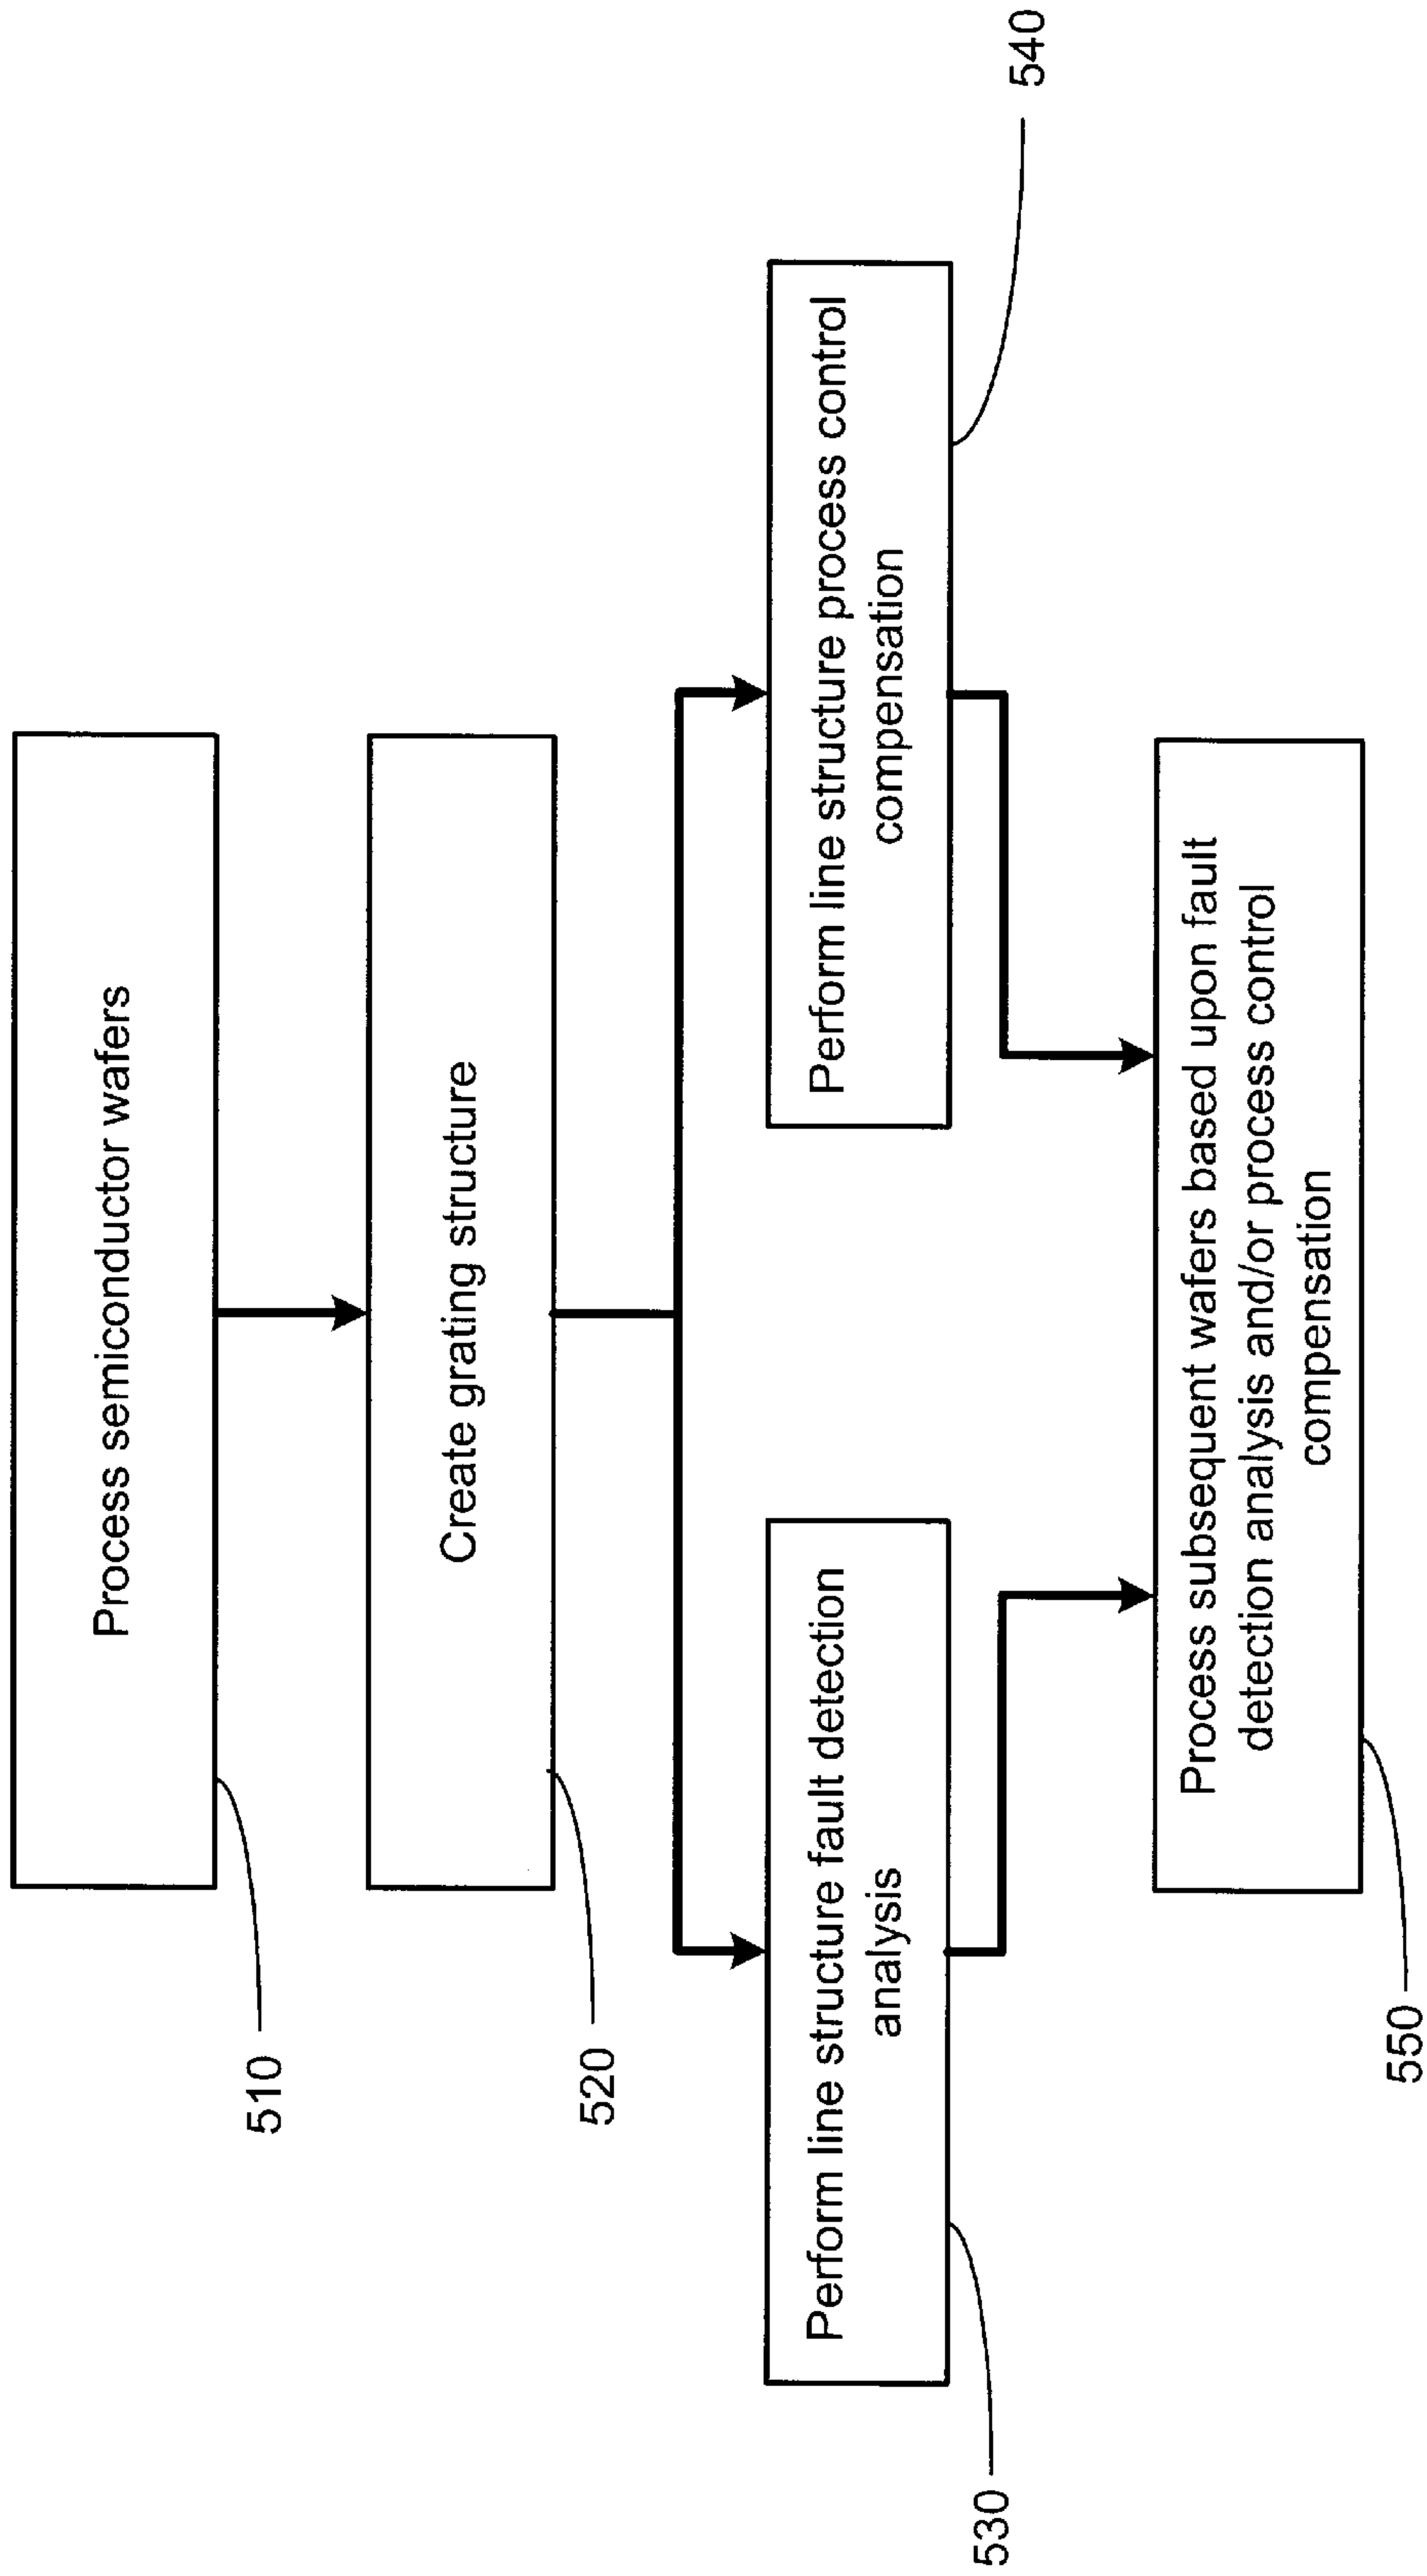 Process semiconductor wafers
510
Create grating structure
520
Perform line structure fault detection
analysis
530
Perform line structure process control
compensation
540
Process subsequent wafers based upon fault
detection analysis and/or process control
compensation
550